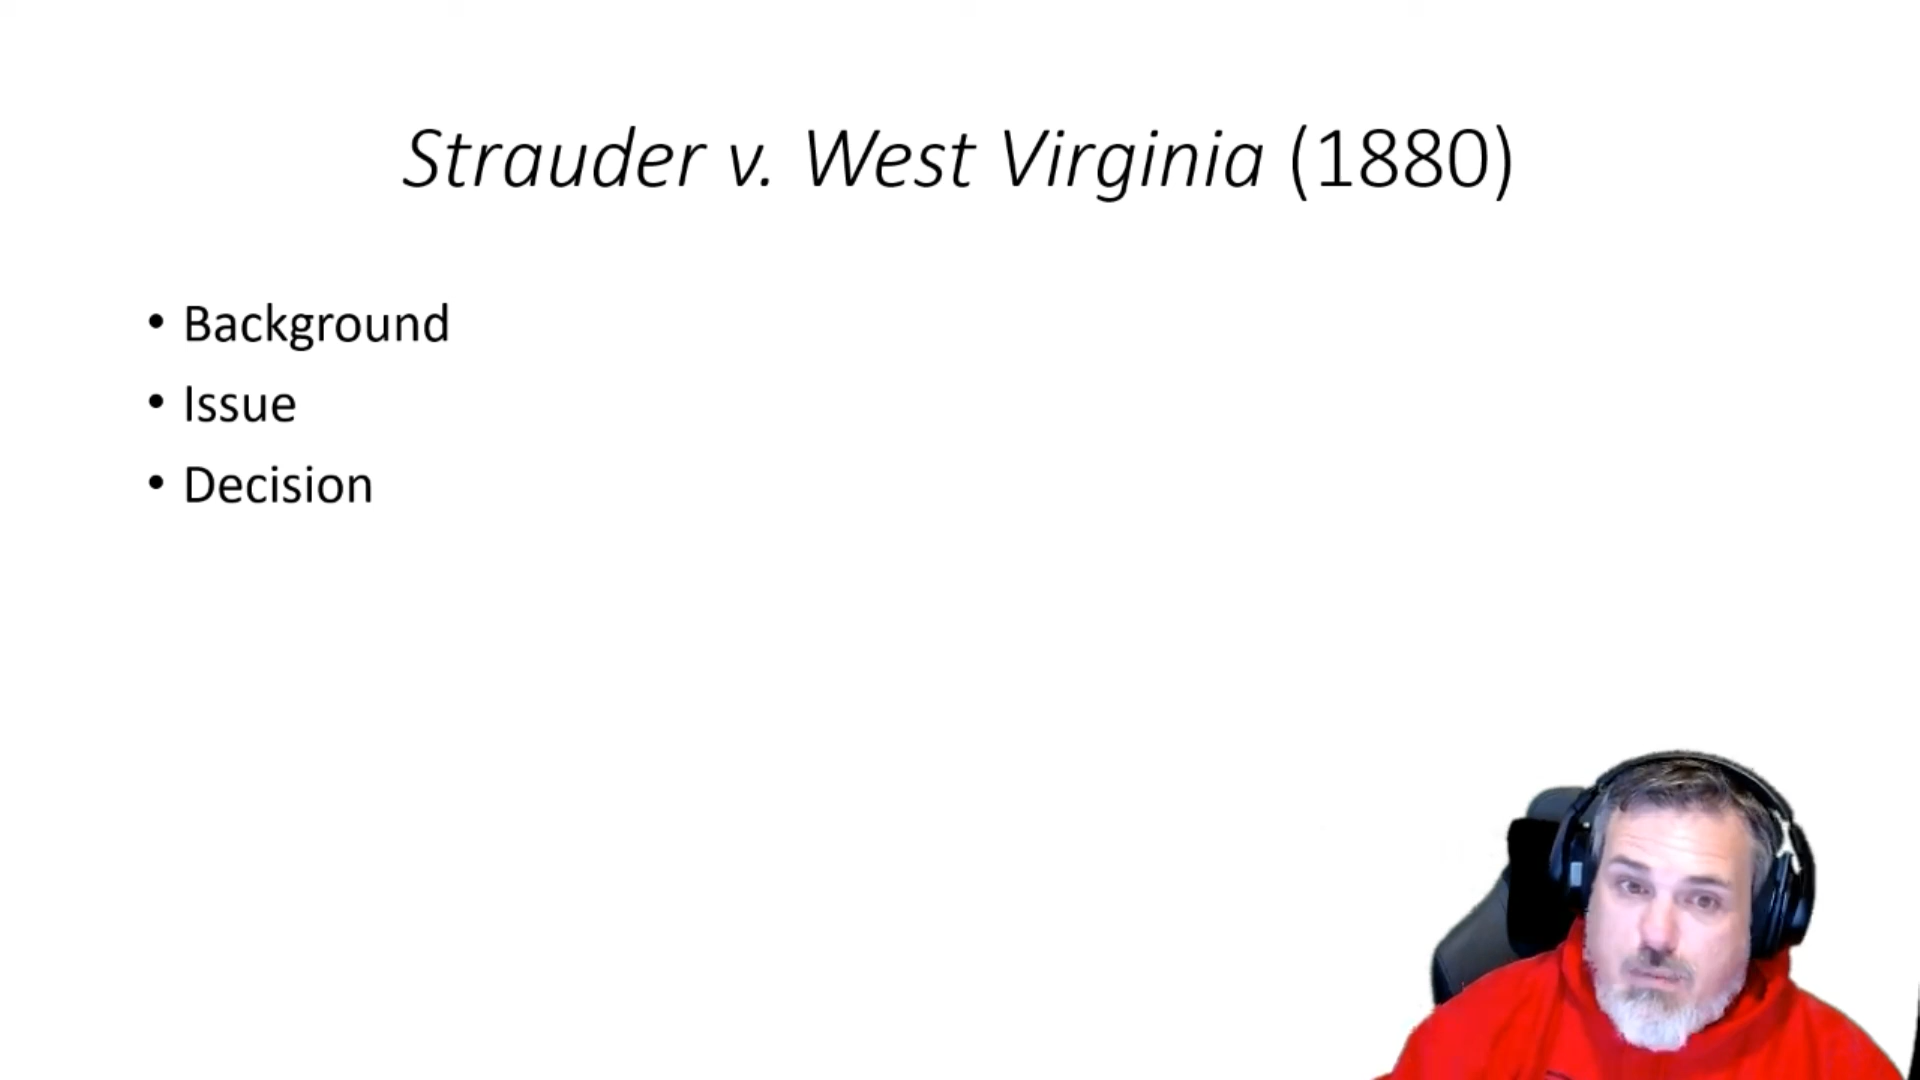 Strauder v. West Virginia (1880)
• Background
• Issue
• Decision